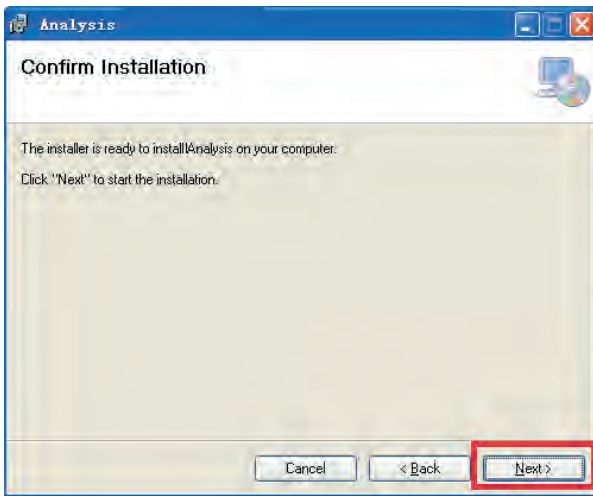 Analysis
Confirm Installation
The installer is ready to installlAnalysis on your computer.
Click "Next" to start the installation.
Cancel
< Back
Next >